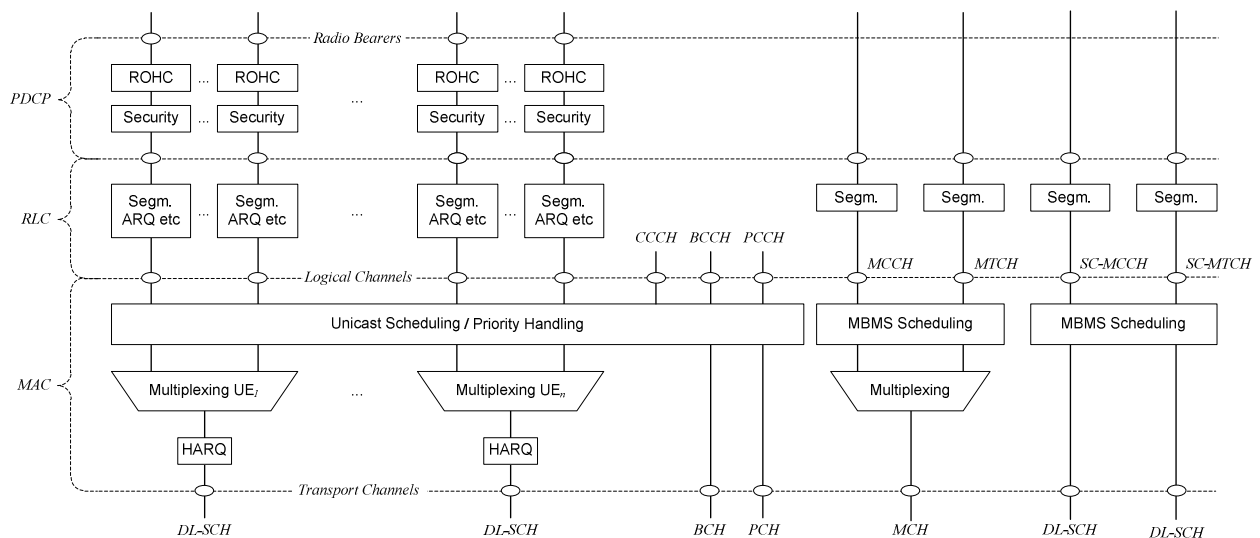 Radio Bearers
ROHC ... ROHC ROHC ... ROHC
PDCP ...
Security ... Security Security ... Security
Segm. Segm. Segm. Segm.
Segm. ARQ etc ... Segm. ARQ etc ... Segm. ARQ etc ... Segm. ARQ etc
RLC
CCCH BCCH PCCH
MCCH MTCH SC-MCCH SC-MTCH
Logical Channels
Unicast Scheduling / Priority Handling MBMS Scheduling MBMS Scheduling
MAC Multiplexing UE1 ... Multiplexing UEn Multiplexing
HARQ HARQ
Transport Channels
DL-SCH DL-SCH BCH PCH MCH DL-SCH DL-SCH